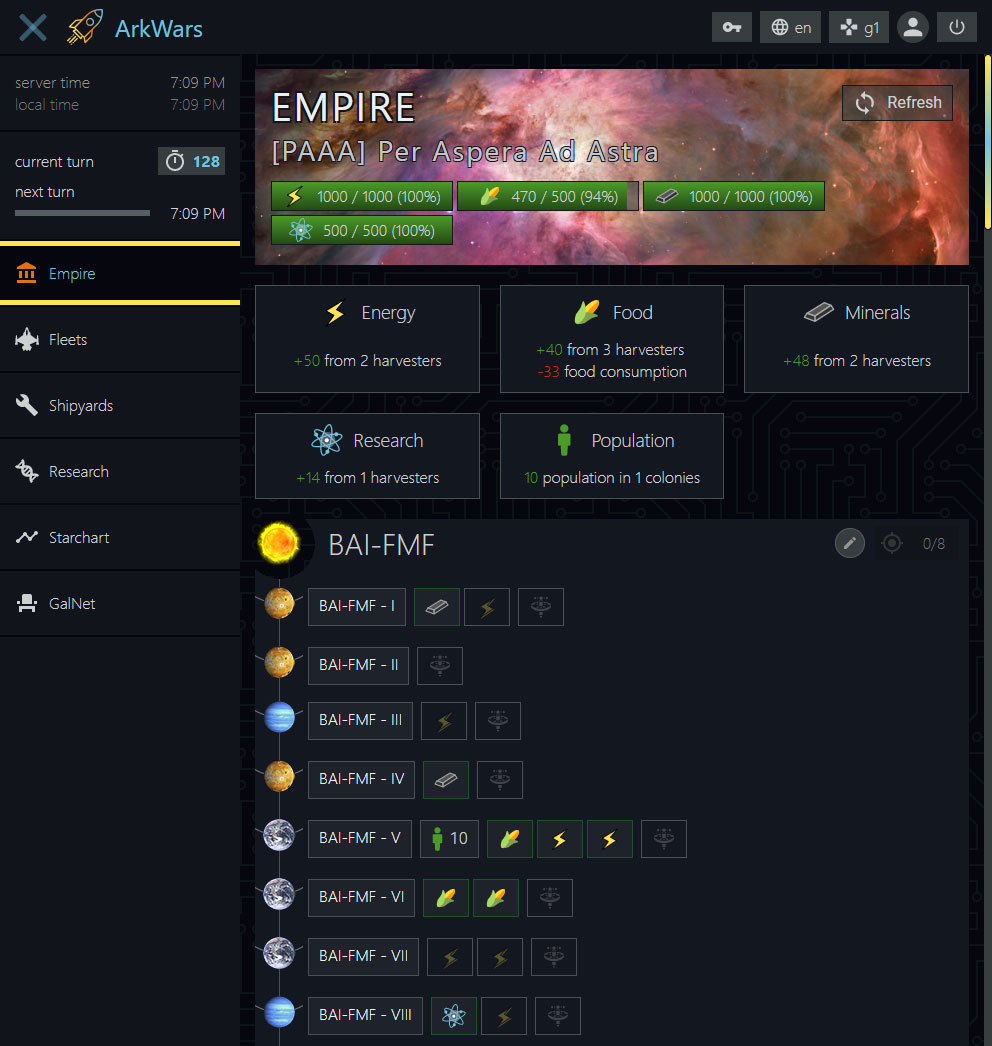 ArkWars
en
g1
server time 7:09 PM
local time 7:09 PM
current turn 128
next turn
7:09 PM
Empire
Fleets
Shipyards
Research
Starchart
GalNet
EMPIRE
Refresh
[PAAA] Per Aspera Ad Astra
1000 / 1000 (100%) 470 / 500 (94%) 1000 / 1000 (100%)
500 / 500 (100%)
Energy
+50 from 2 harvesters
Food
+40 from 3 harvesters
-33 food consumption
Minerals
+48 from 2 harvesters
Research
+14 from 1 harvesters
Population
10 population in 1 colonies
BAI-FMF 0/8
BAI-FMF - I
BAI-FMF - II
BAI-FMF - III
BAI-FMF - IV
BAI-FMF - V 10
BAI-FMF - VI
BAI-FMF - VII
BAI-FMF - VIII